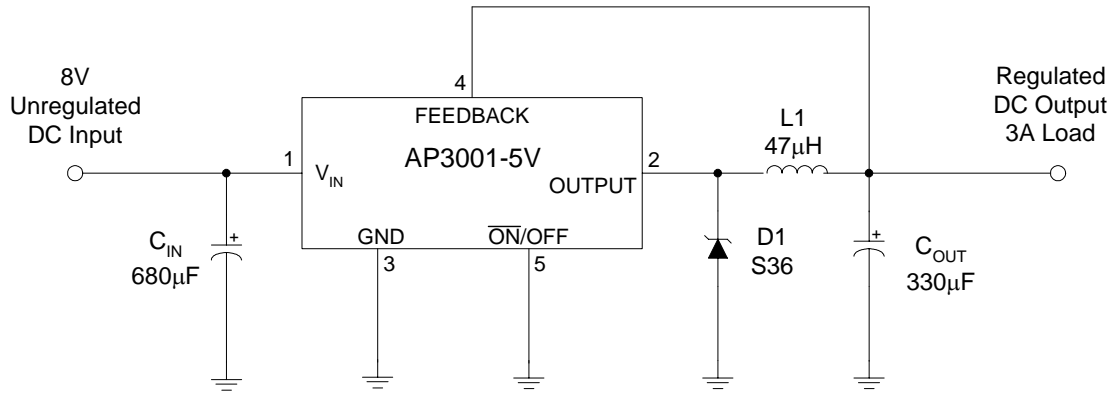 8V
Unregulated
DC Input
1
V_IN
4
FEEDBACK
AP3001-5V
2
OUTPUT
GND
3
O̅N̅/OFF
5
C_IN
680µF
+
L1
47µH
D1
S36
C_OUT
330µF
+
Regulated
DC Output
3A Load